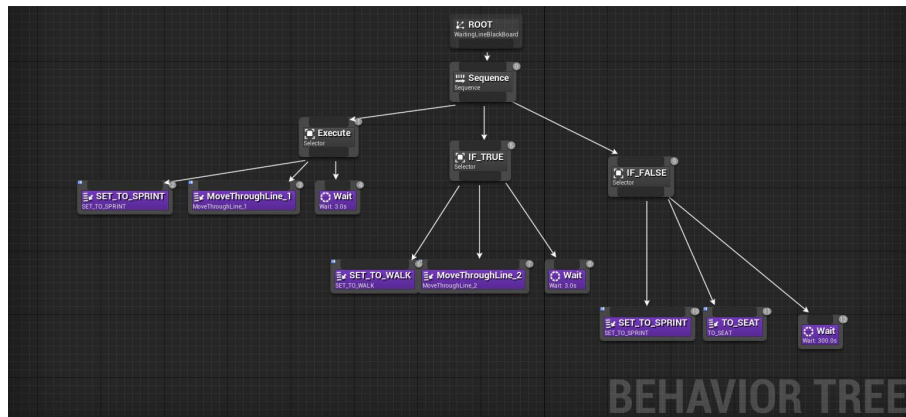 ROOT
WaitingLineBlackBoard
Sequence
Sequence
Execute
Selector
IF_TRUE
Selector
IF_FALSE
Selector
SET_TO_SPRINT
SET_TO_SPRINT
MoveThroughLine_1
MoveThroughLine_1
Wait
Wait: 3.0s
SET_TO_WALK
SET_TO_WALK
MoveThroughLine_2
MoveThroughLine_2
Wait
Wait: 3.0s
SET_TO_SPRINT
SET_TO_SPRINT
TO_SEAT
TO_SEAT
Wait
Wait: 300.0s
BEHAVIOR TREE